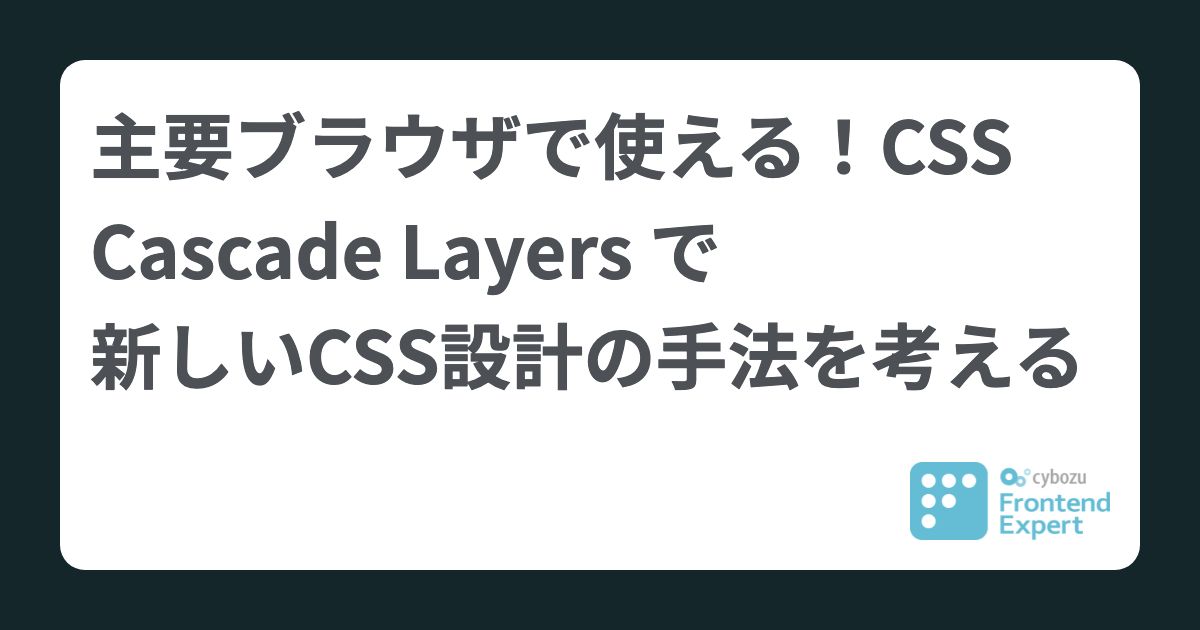 主要ブラウザで使える！CSS
Cascade Layers で
新しいCSS設計の手法を考える
cybozu
Frontend
Expert